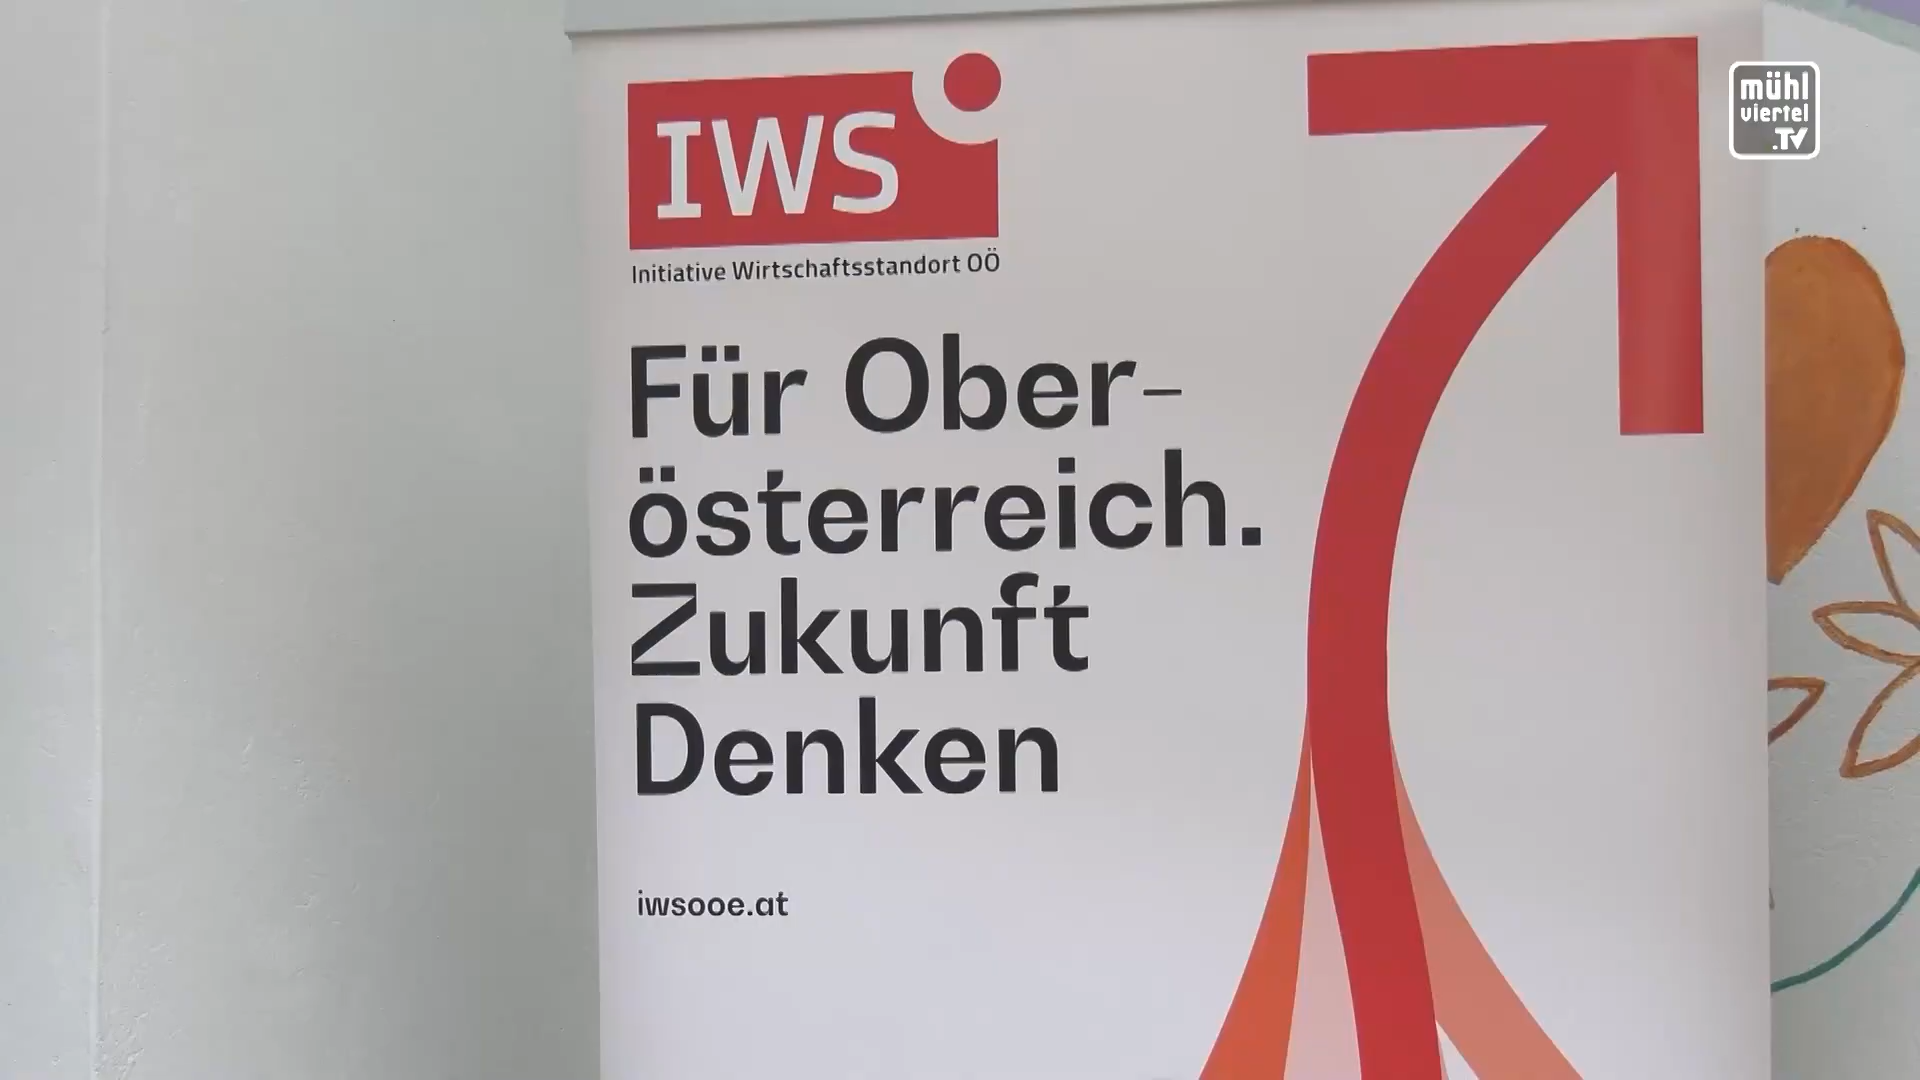 IWS
Initiative Wirtschaftsstandort OÖ
Für Ober-
österreich.
Zukunft
Denken
iwsooe.at
mühl
viertel
.TV